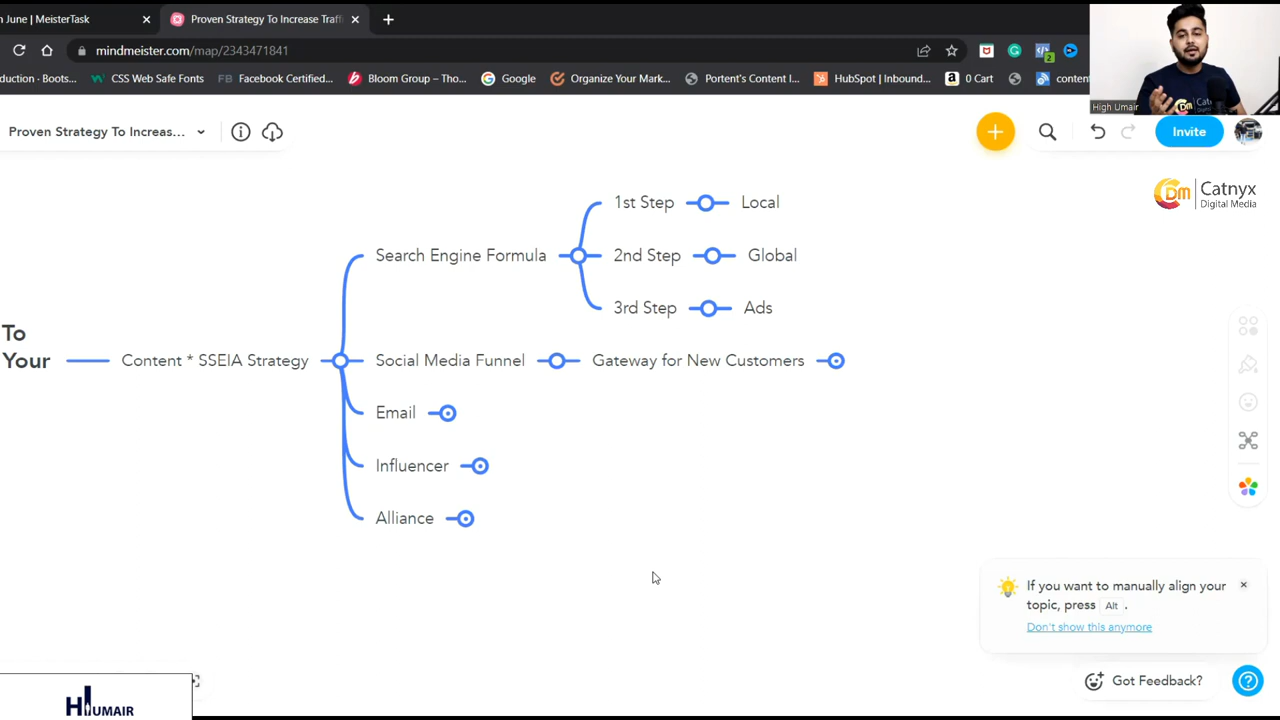 n June | MeisterTask
Proven Strategy To Increase Traff
mindmeister.com/map/2343471841
duction · Boots...
CSS Web Safe Fonts
FB Facebook Certified...
Bloom Group – Tho...
Google
Organize Your Mark...
Portent's Content I...
HubSpot | Inbound...
0 Cart
conten
High Umair
Proven Strategy To Increas...
Invite
Catnyx
Digital Media
1st Step
Local
Search Engine Formula
2nd Step
Global
3rd Step
Ads
To
Your
Content * SSEIA Strategy
Social Media Funnel
Gateway for New Customers
Email
Influencer
Alliance
If you want to manually align your
topic, press Alt .
Don't show this anymore
Got Feedback?
HUMAIR